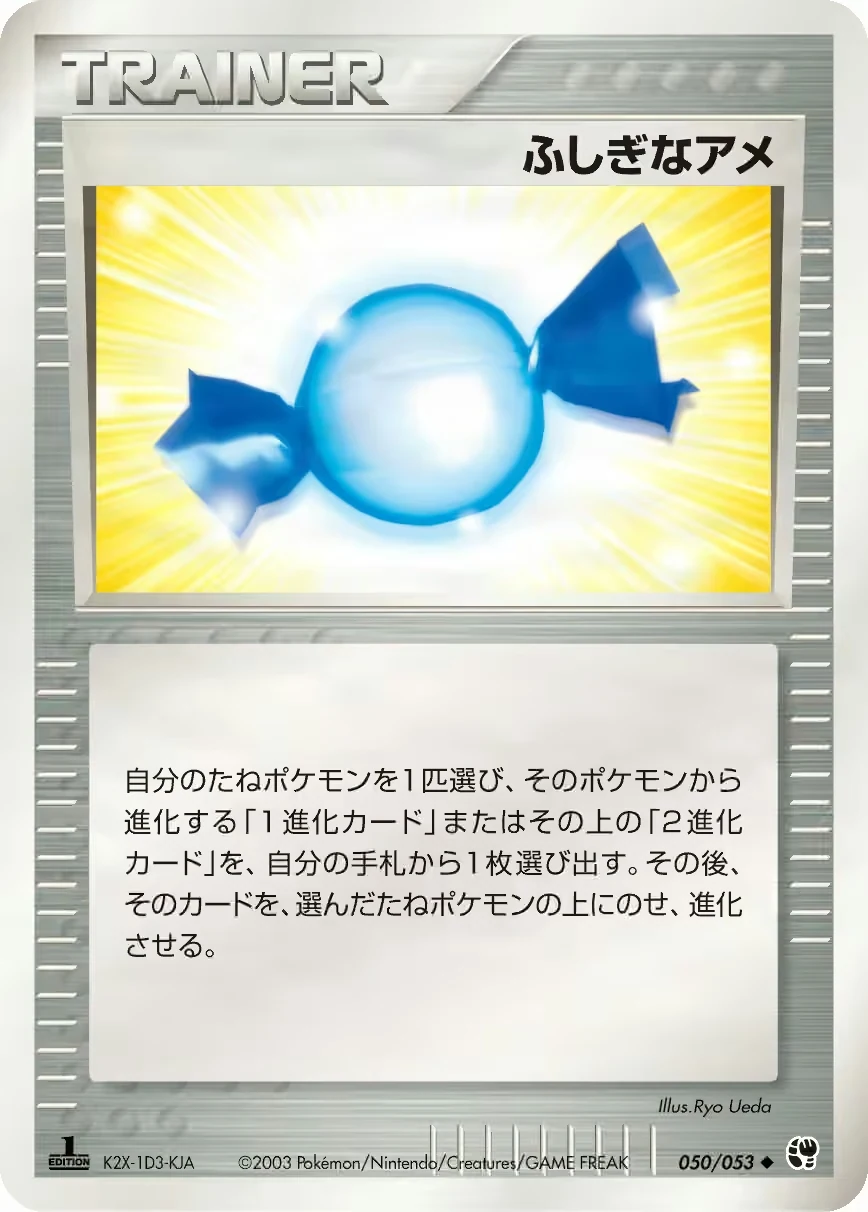 TRAINER
ふしぎなアメ
自分のたねポケモンを1匹選び、そのポケモンから
進化する「1進化カード」またはその上の「2進化
カード」を、自分の手札から1枚選び出す。その後、
そのカードを、選んだたねポケモンの上にのせ、進化
させる。
Illus.Ryo Ueda
1 EDITION K2X-1D3-KJA ©2003 Pokémon/Nintendo/Creatures/GAME FREAK 050/053 ◆